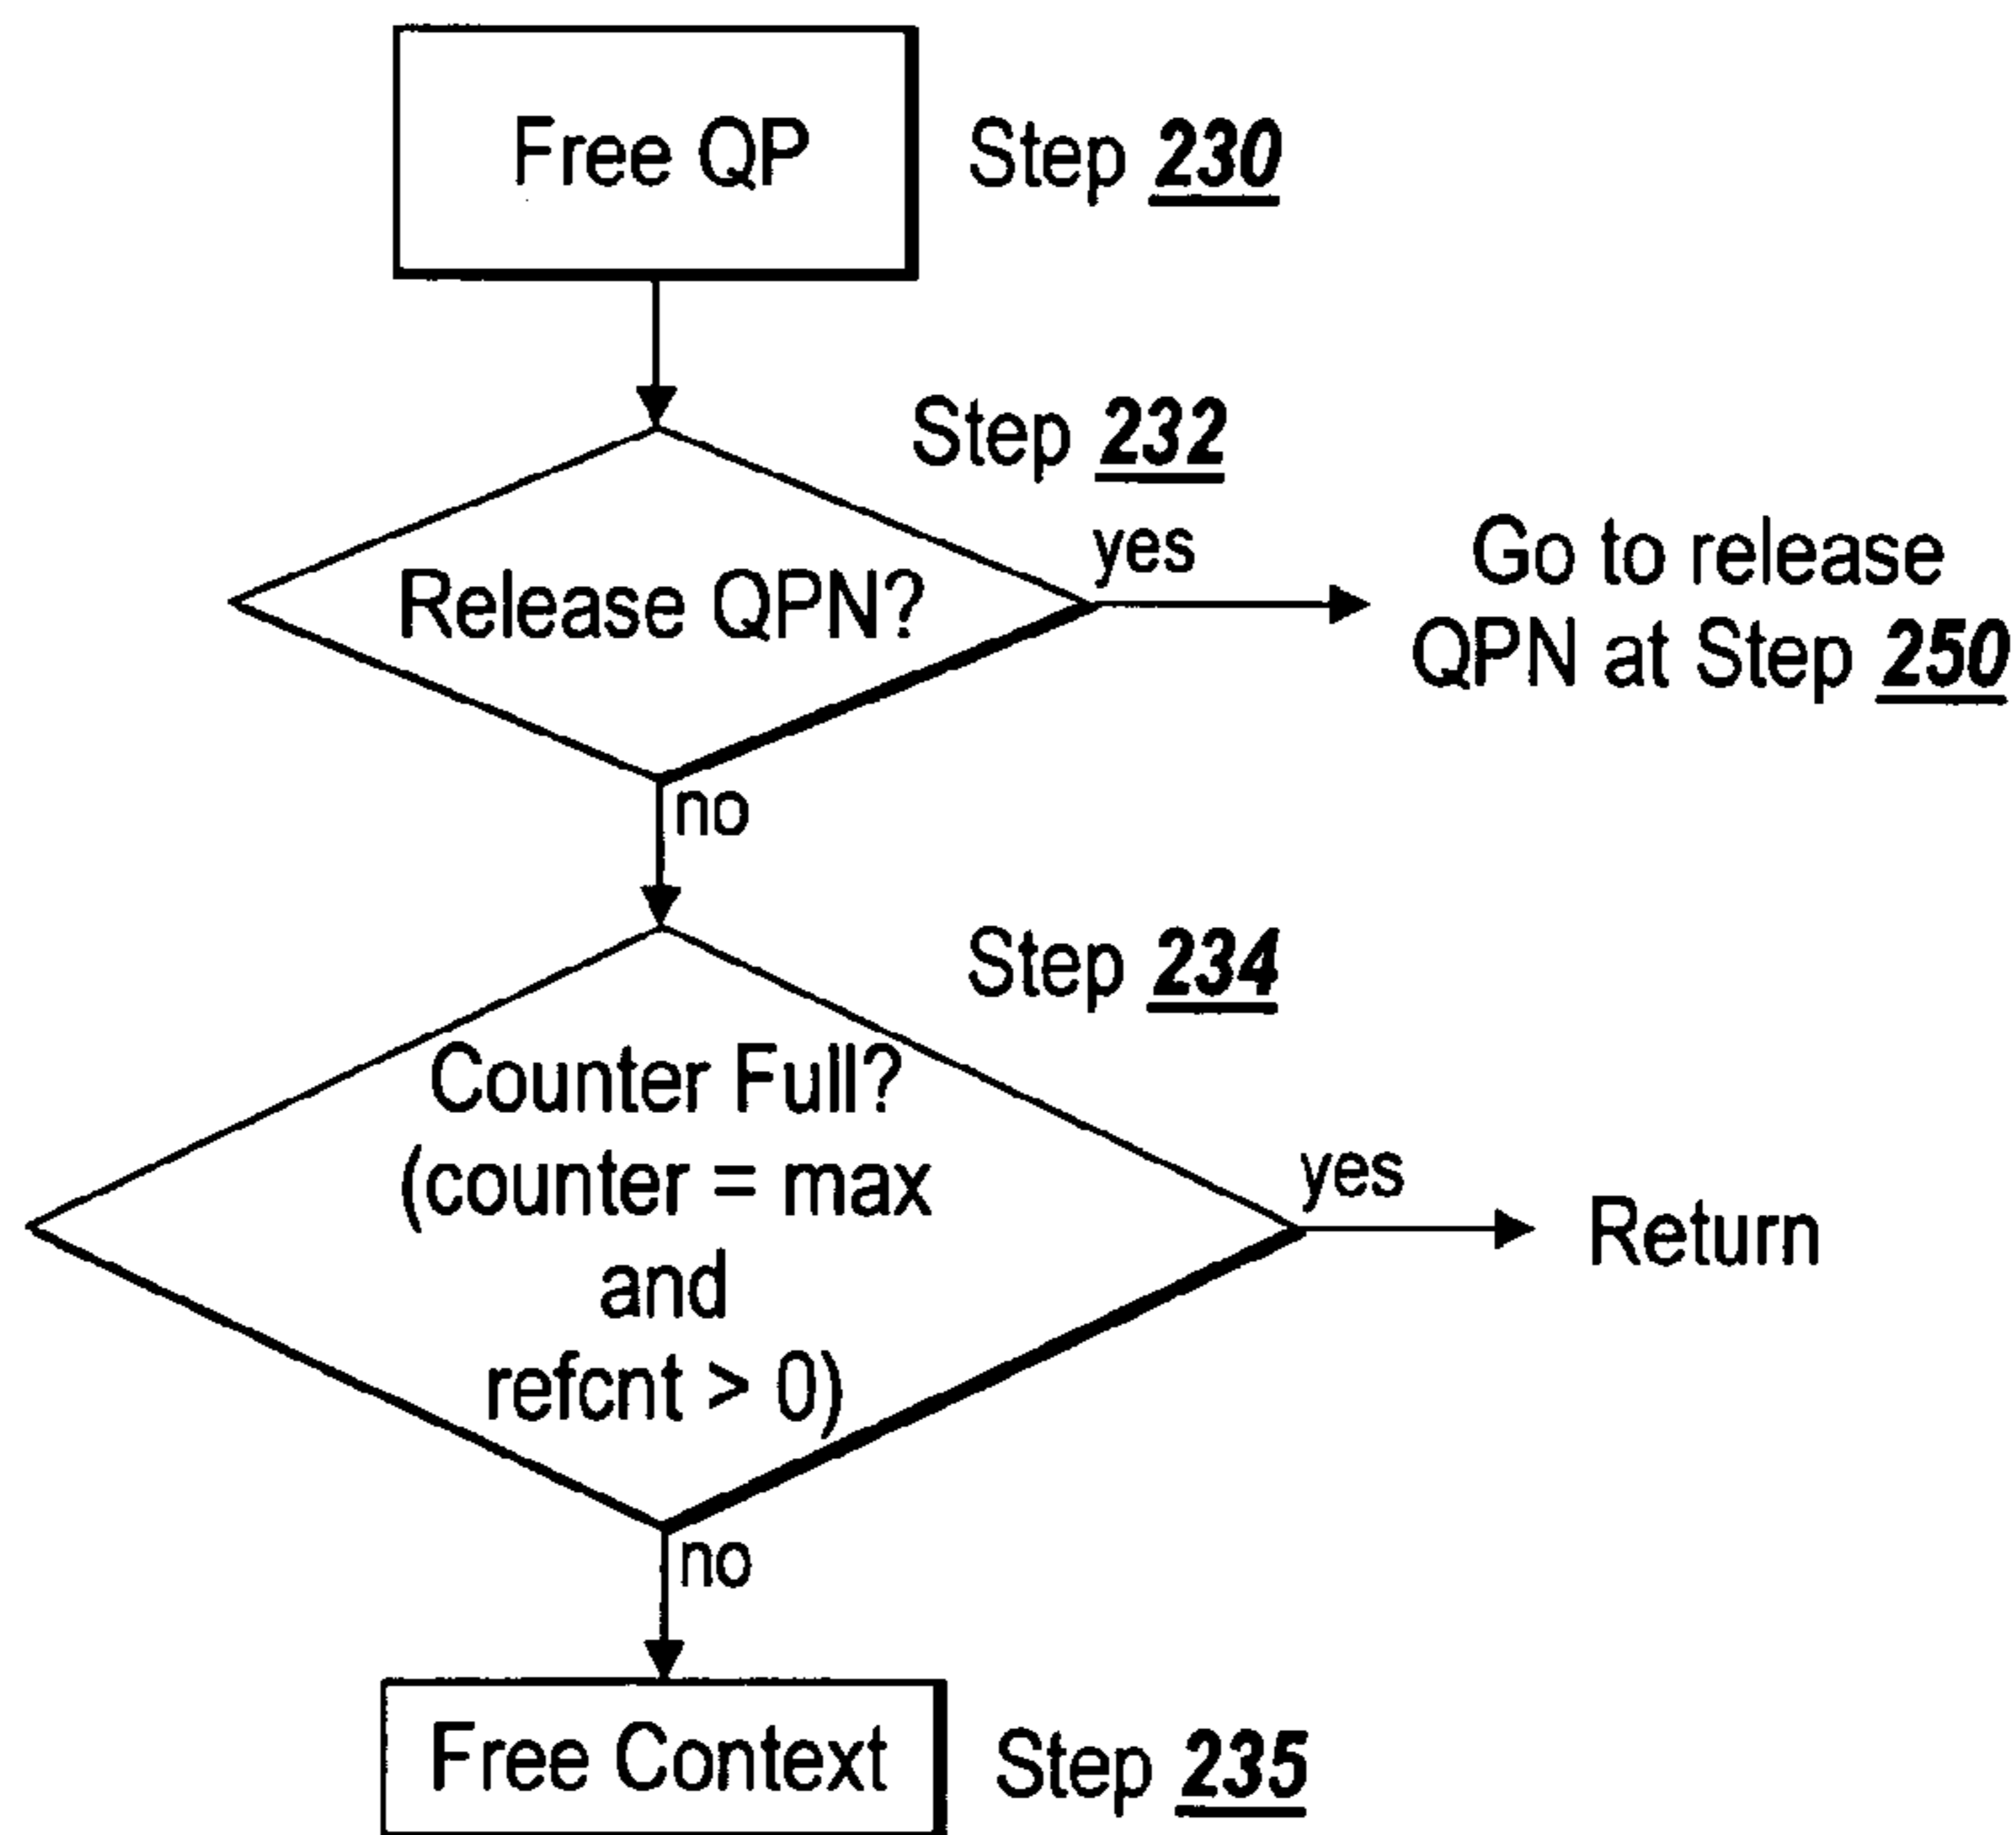 Free QP
Step 230
Step 232
Release QPN?
yes
Go to release
QPN at Step 250
no
Step 234
Counter Full?
(counter = max
and
refcnt > 0)
yes
Return
no
Free Context
Step 235